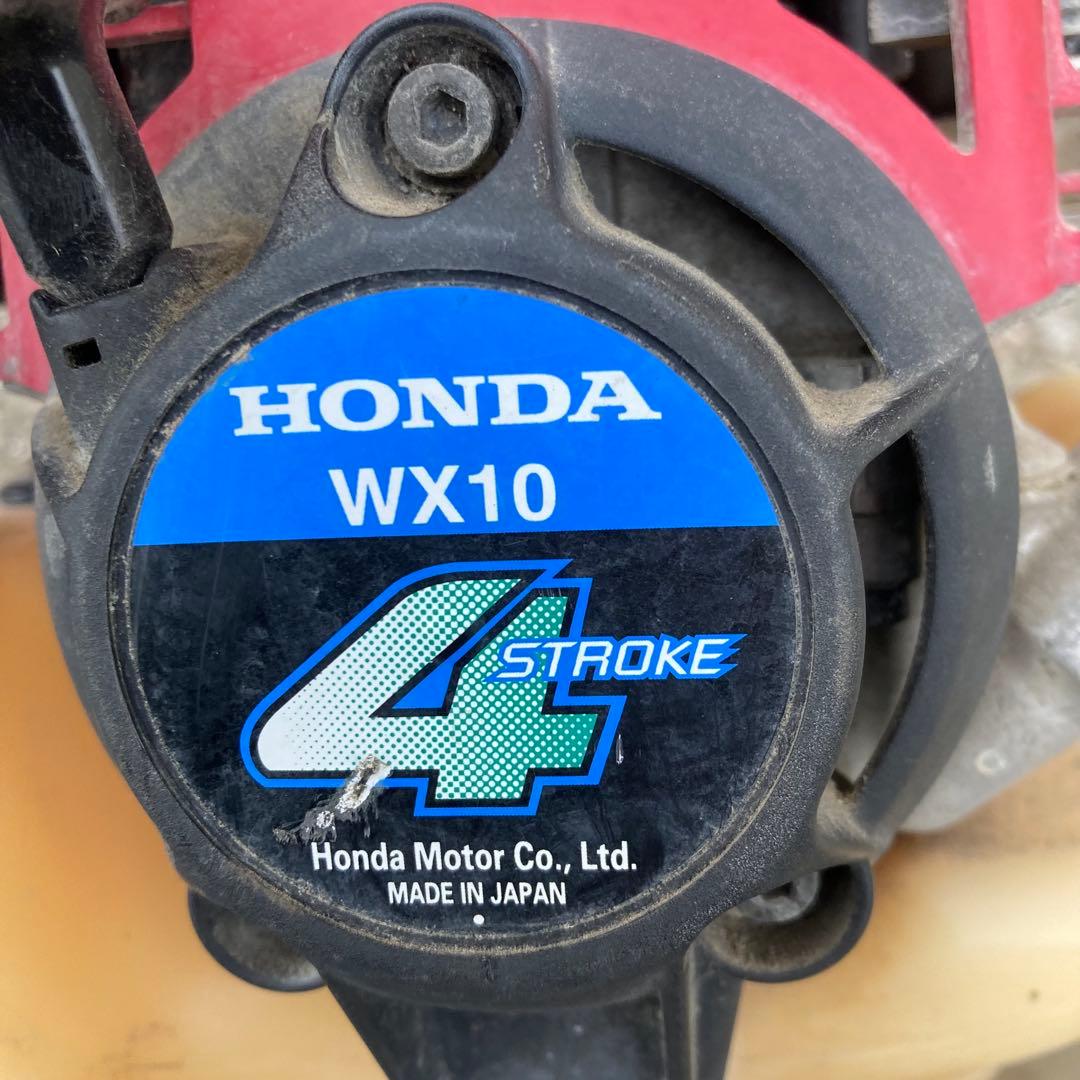 HONDA
WX10
4 STROKE
Honda Motor Co., Ltd.
MADE IN JAPAN